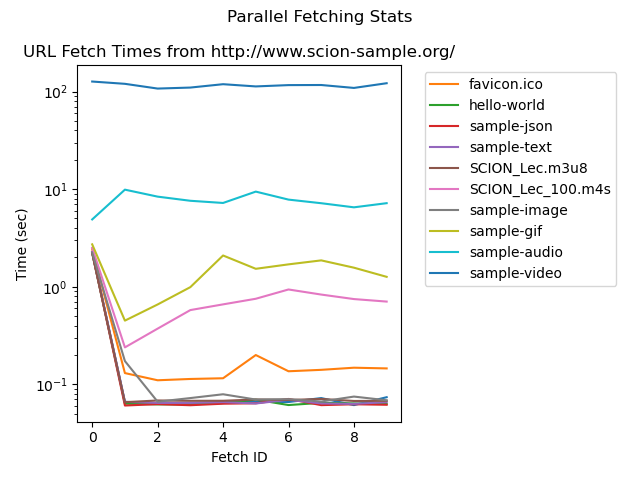 Parallel Fetching Stats
URL Fetch Times from http://www.scion-sample.org/
10²
10¹
10⁰
10⁻¹
Time (sec)
0 2 4 6 8
Fetch ID
favicon.ico
hello-world
sample-json
sample-text
SCION_Lec.m3u8
SCION_Lec_100.m4s
sample-image
sample-gif
sample-audio
sample-video